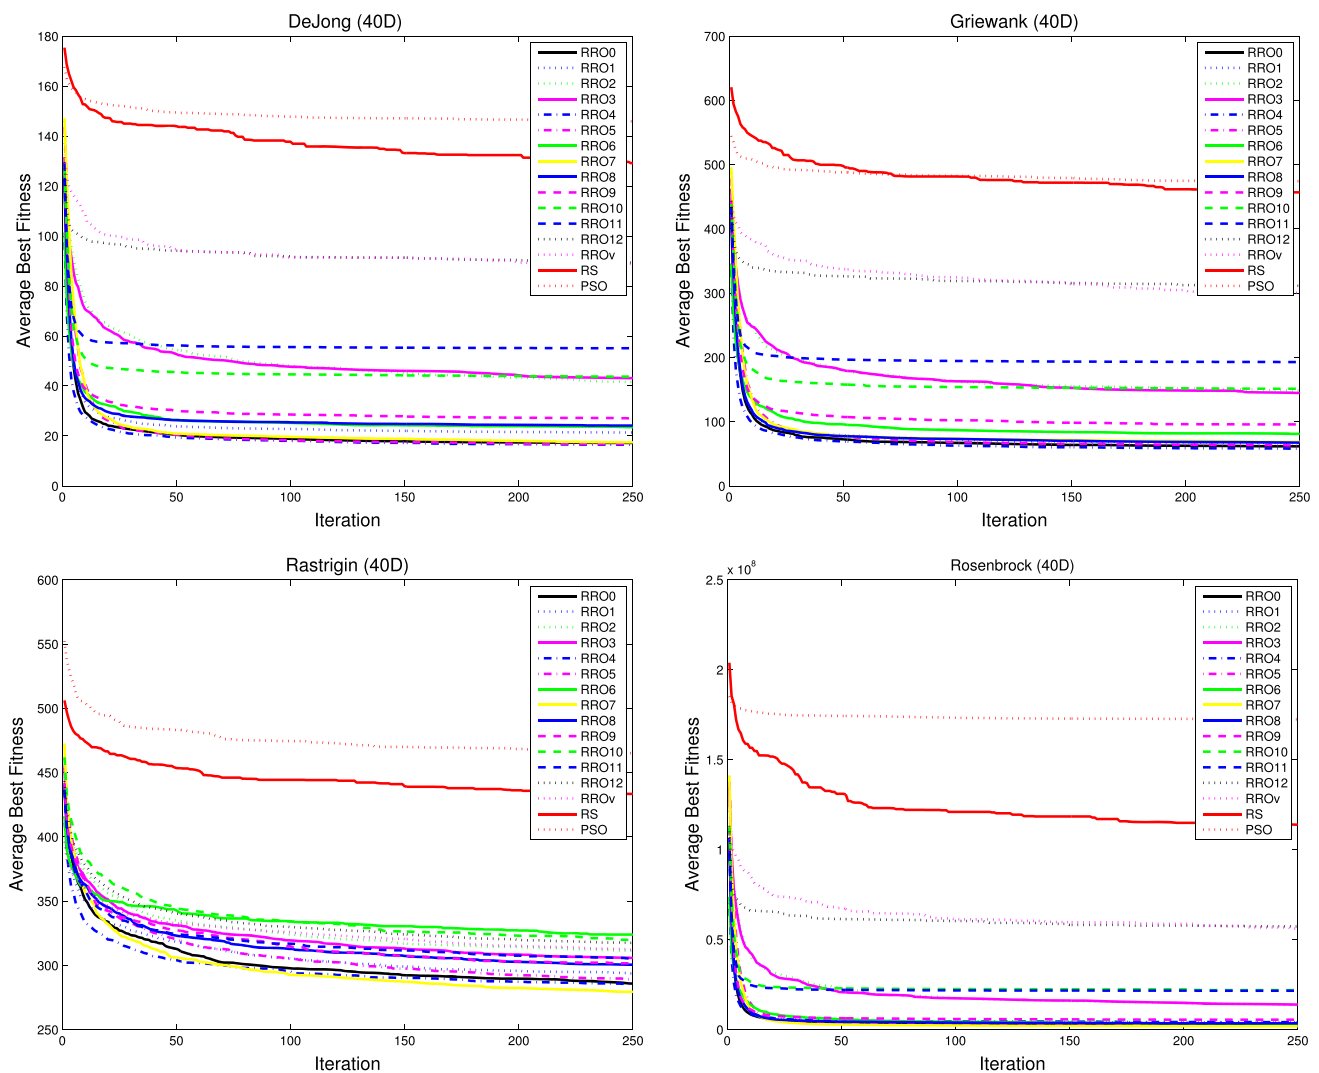 DeJong (40D)
180
160
140
120
100
80
60
40
20
0
0
50
100
150
200
250
Average Best Fitness
Iteration
RRO0
RRO1
RRO2
RRO3
RRO4
RRO5
RRO6
RRO7
RRO8
RRO9
RRO10
RRO11
RRO12
RROv
RS
PSO
Griewank (40D)
700
600
500
400
300
200
100
0
0
50
100
150
200
250
Average Best Fitness
Iteration
RRO0
RRO1
RRO2
RRO3
RRO4
RRO5
RRO6
RRO7
RRO8
RRO9
RRO10
RRO11
RRO12
RROv
RS
PSO
Rastrigin (40D)
600
550
500
450
400
350
300
250
0
50
100
150
200
250
Average Best Fitness
Iteration
RRO0
RRO1
RRO2
RRO3
RRO4
RRO5
RRO6
RRO7
RRO8
RRO9
RRO10
RRO11
RRO12
RROv
RS
PSO
Rosenbrock (40D)
x 10^8
2.5
2
1.5
1
0.5
0
0
50
100
150
200
250
Average Best Fitness
Iteration
RRO0
RRO1
RRO2
RRO3
RRO4
RRO5
RRO6
RRO7
RRO8
RRO9
RRO10
RRO11
RRO12
RROv
RS
PSO